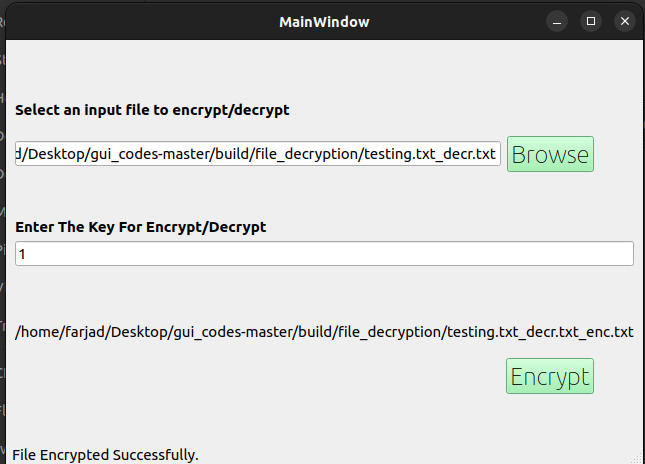 MainWindow
Select an input file to encrypt/decrypt
d/Desktop/gui_codes-master/build/file_decryption/testing.txt_decr.txt
Browse
Enter The Key For Encrypt/Decrypt
1
/home/farjad/Desktop/gui_codes-master/build/file_decryption/testing.txt_decr.txt_enc.txt
Encrypt
File Encrypted Successfully.